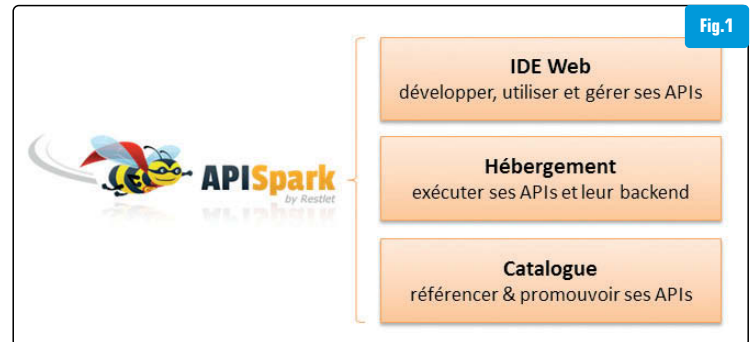 Fig.1
IDE Web
développer, utiliser et gérer ses APIs
APISpark
by Restlet
Hébergement
exécuter ses APIs et leur backend
Catalogue
référencer & promouvoir ses APIs